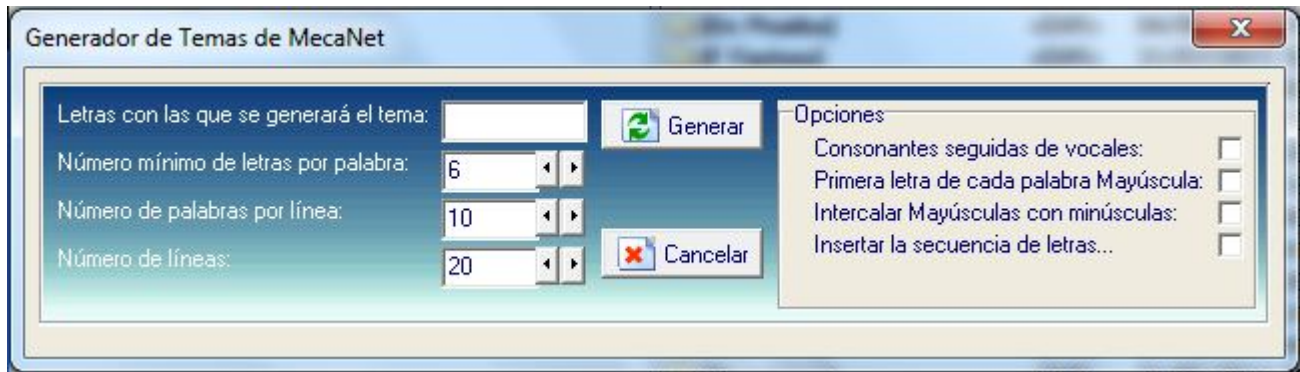 Generador de Temas de MecaNet
Letras con las que se generará el tema:
Número mínimo de letras por palabra:
6
Número de palabras por línea:
10
Número de líneas:
20
Generar
Cancelar
Opciones
Consonantes seguidas de vocales:
Primera letra de cada palabra Mayúscula:
Intercalar Mayúsculas con minúsculas:
Insertar la secuencia de letras...